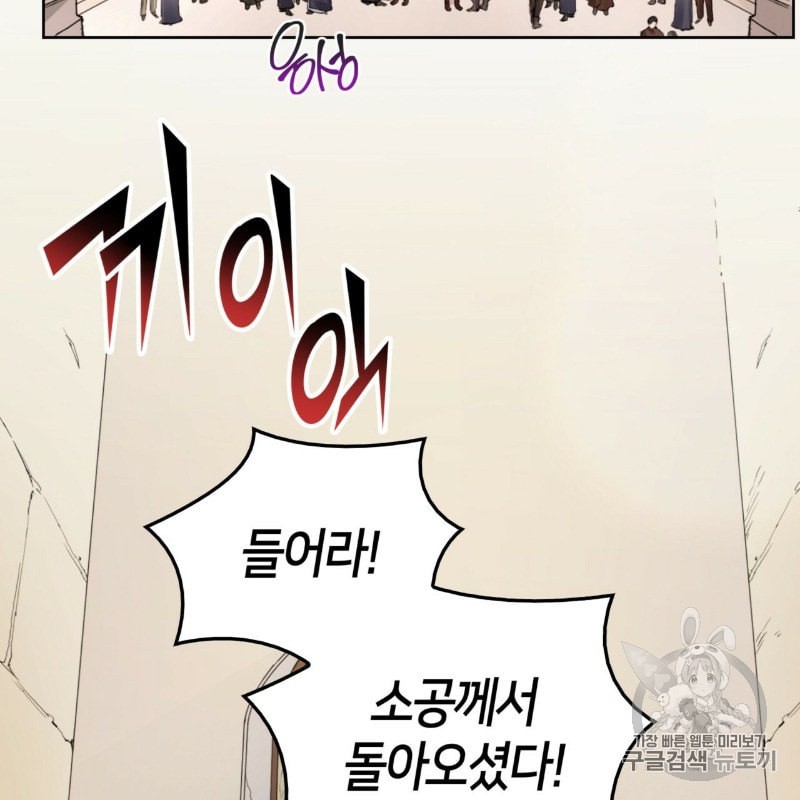 웅성
끼이익
들어라!
소공께서
돌아오셨다!
가장 빠른 웹툰 미리보기
구글검색 뉴토끼